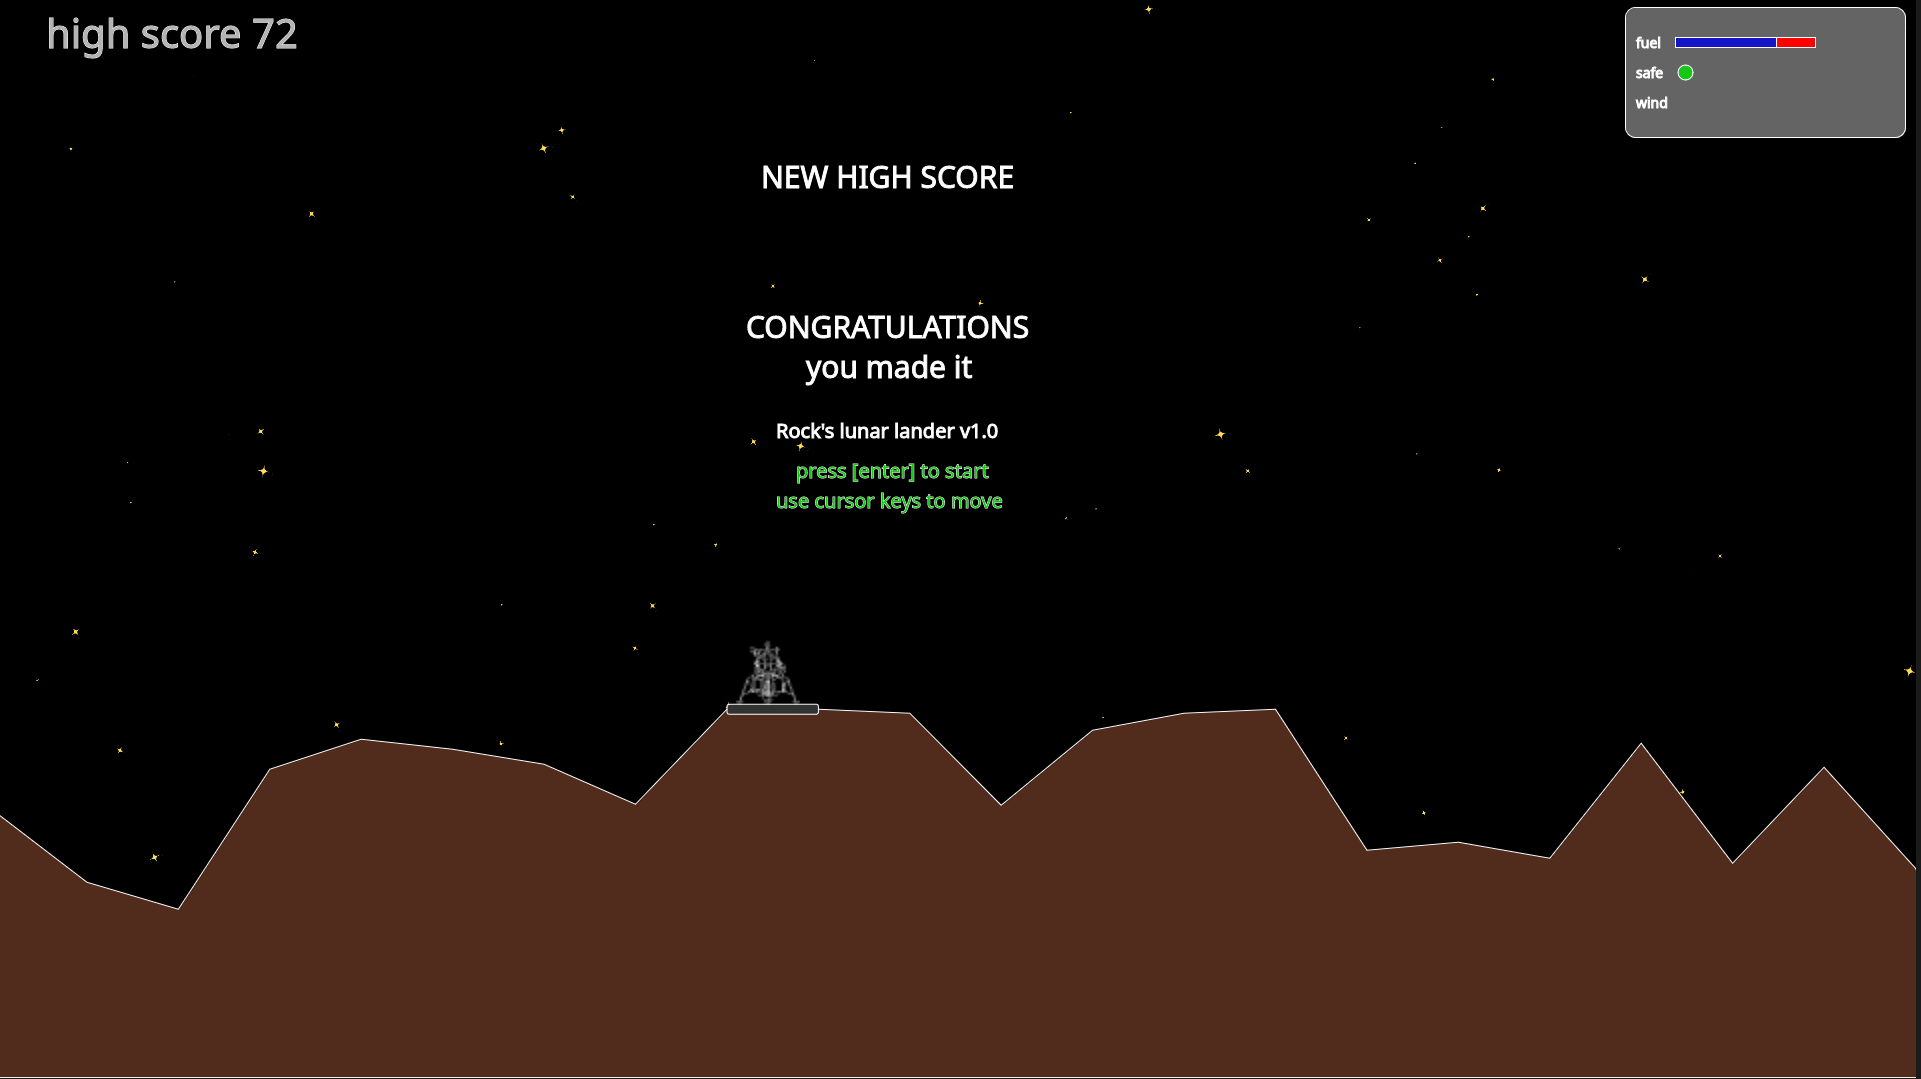 high score 72
fuel
safe
wind
NEW HIGH SCORE
CONGRATULATIONS
you made it
Rock's lunar lander v1.0
press [enter] to start
use cursor keys to move